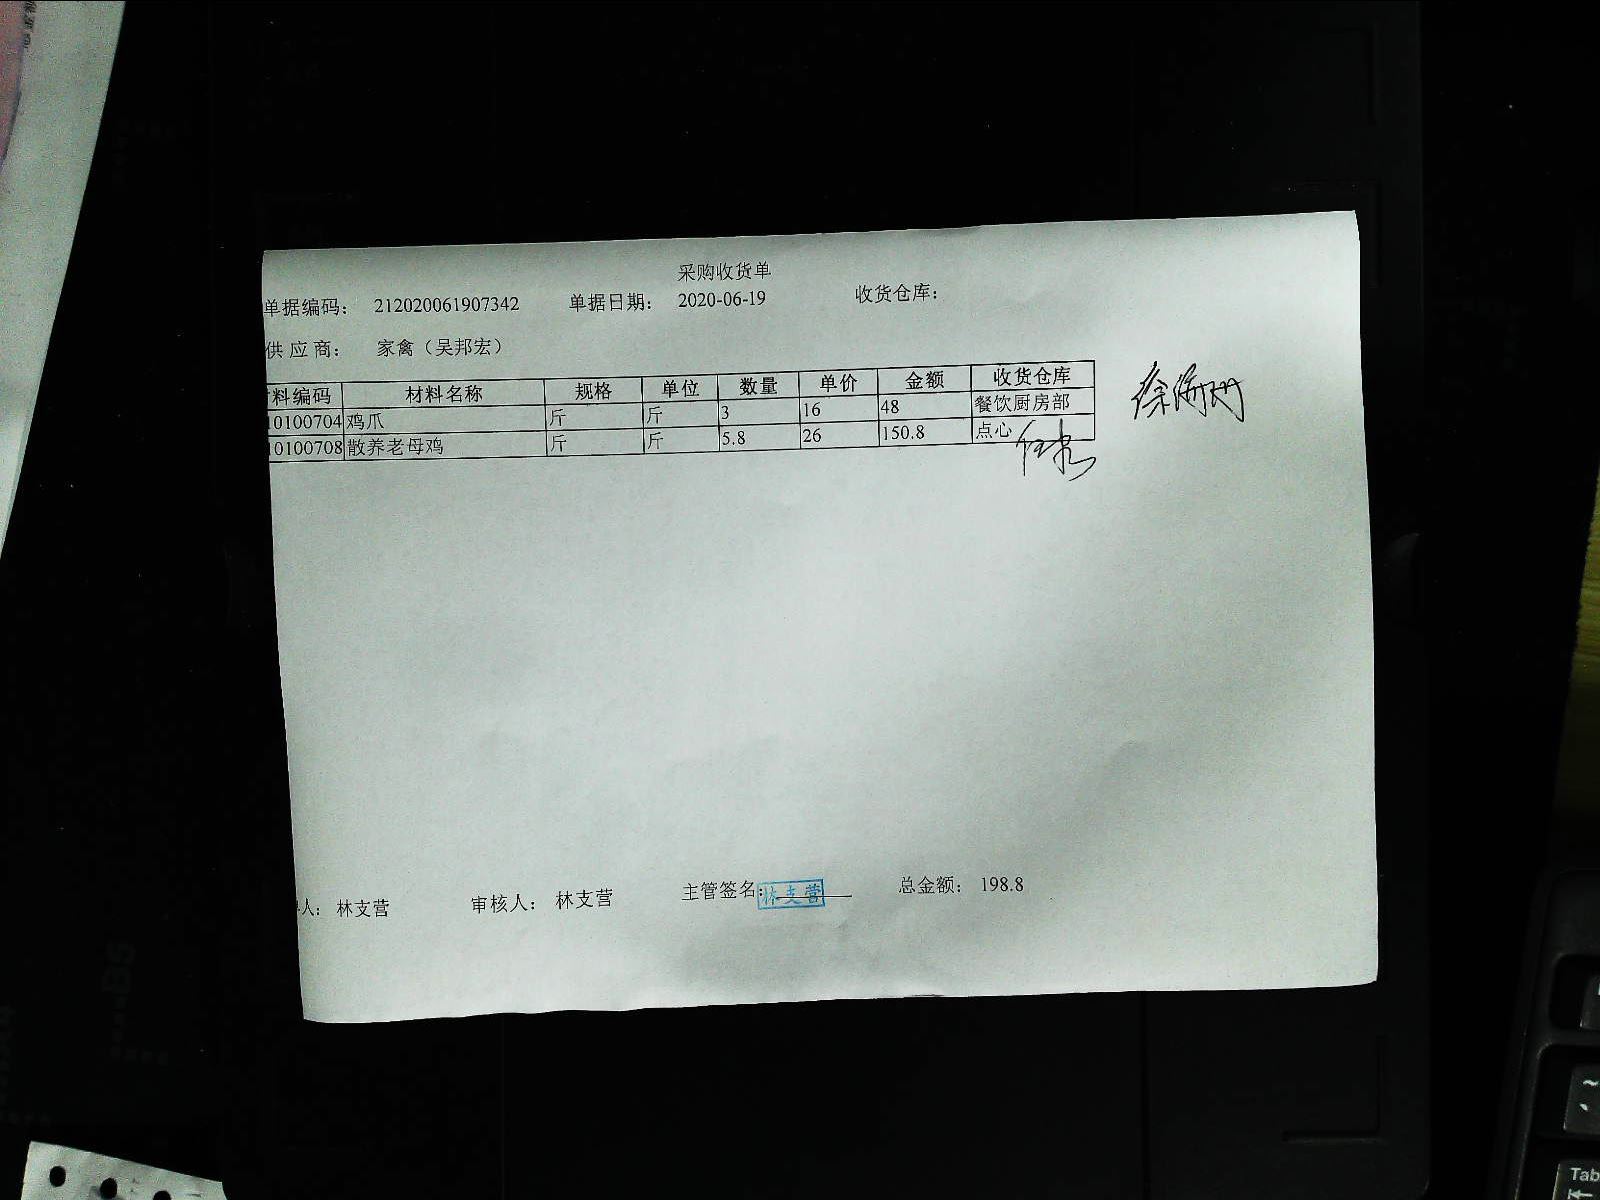 采购收货单
单据编码： 212020061907342 单据日期： 2020-06-19 收货仓库：
供 应 商： 家禽（吴邦宏）
料编码 材料名称 规格 单位 数量 单价 金额 收货仓库
10100704 鸡爪 斤 斤 3 16 48 餐饮厨房部
10100708 散养老母鸡 斤 斤 5.8 26 150.8 点心
人： 林支营 审核人： 林支营 主管签名： 林支营 总金额： 198.8
Tab